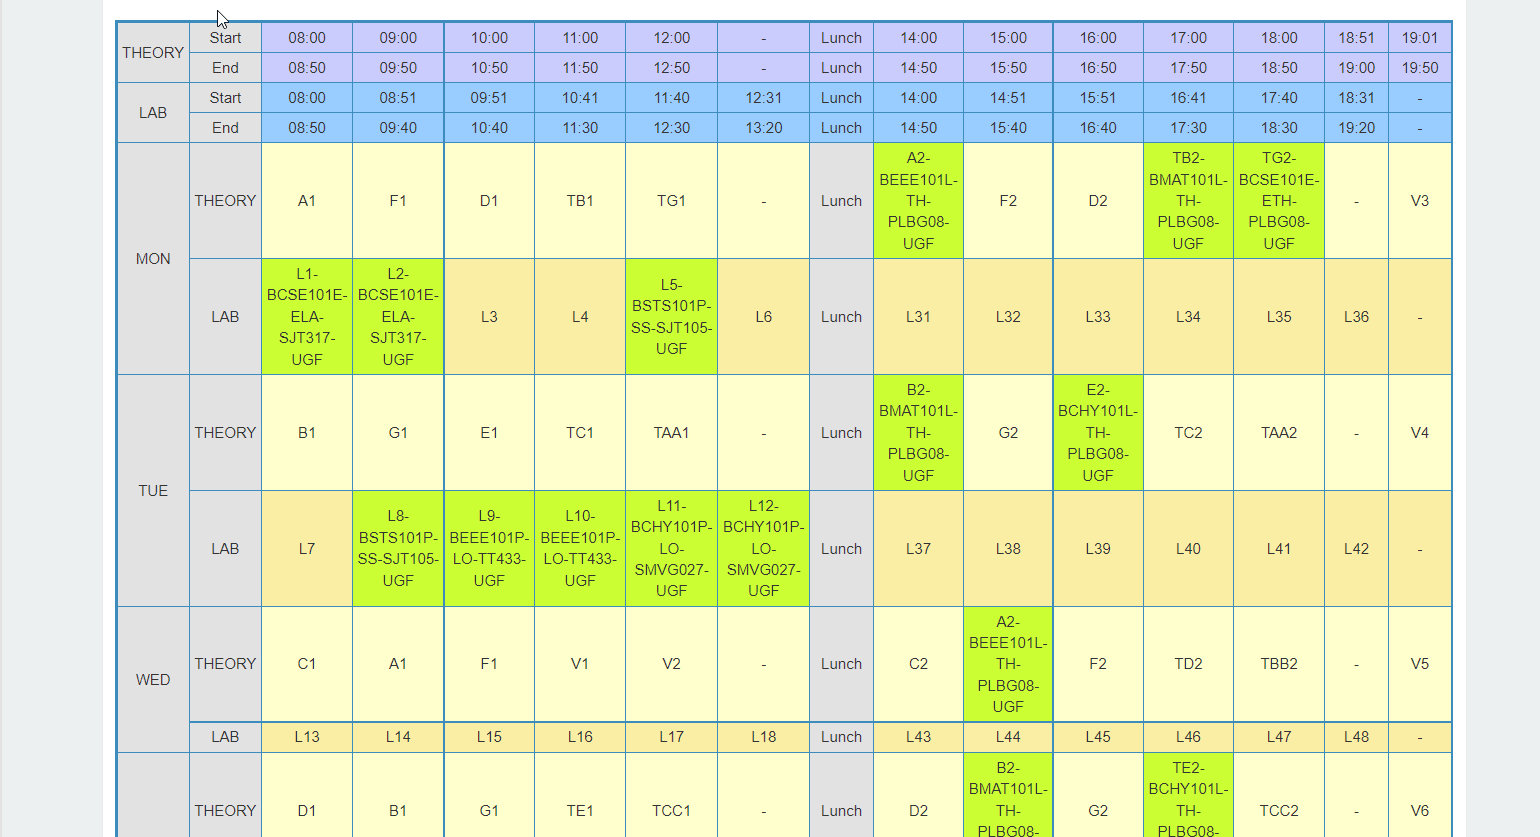 THEORY Start 08:00 09:00 10:00 11:00 12:00 - Lunch 14:00 15:00 16:00 17:00 18:00 18:51 19:01
End 08:50 09:50 10:50 11:50 12:50 - Lunch 14:50 15:50 16:50 17:50 18:50 19:00 19:50
LAB Start 08:00 08:51 09:51 10:41 11:40 12:31 Lunch 14:00 14:51 15:51 16:41 17:40 18:31 -
End 08:50 09:40 10:40 11:30 12:30 13:20 Lunch 14:50 15:40 16:40 17:30 18:30 19:20 -
MON
THEORY
A1
F1
D1
TB1
TG1
-
Lunch
A2-
BEEE101L-
TH-
PLBG08-
UGF
F2
D2
TB2-
BMAT101L-
TH-
PLBG08-
UGF
TG2-
BCSE101E-
ETH-
PLBG08-
UGF
-
V3
LAB
L1-
BCSE101E-
ELA-
SJT317-
UGF
L2-
BCSE101E-
ELA-
SJT317-
UGF
L3
L4
L5-
BSTS101P-
SS-SJT105-
UGF
L6
Lunch
L31
L32
L33
L34
L35
L36
-
TUE
THEORY
B1
G1
E1
TC1
TAA1
-
Lunch
B2-
BMAT101L-
TH-
PLBG08-
UGF
G2
E2-
BCHY101L-
TH-
PLBG08-
UGF
TC2
TAA2
-
V4
LAB
L7
L8-
BSTS101P-
SS-SJT105-
UGF
L9-
BEEE101P-
LO-TT433-
UGF
L10-
BEEE101P-
LO-TT433-
UGF
L11-
BCHY101P-
LO-
SMVG027-
UGF
L12-
BCHY101P-
LO-
SMVG027-
UGF
Lunch
L37
L38
L39
L40
L41
L42
-
WED
THEORY
C1
A1
F1
V1
V2
-
Lunch
C2
A2-
BEEE101L-
TH-
PLBG08-
UGF
F2
TD2
TBB2
-
V5
LAB L13 L14 L15 L16 L17 L18 Lunch L43 L44 L45 L46 L47 L48 -
THEORY
D1
B1
G1
TE1
TCC1
-
Lunch
D2
B2-
BMAT101L-
TH-
PLBG08-
G2
TE2-
BCHY101L-
TH-
PLBG08-
TCC2
-
V6